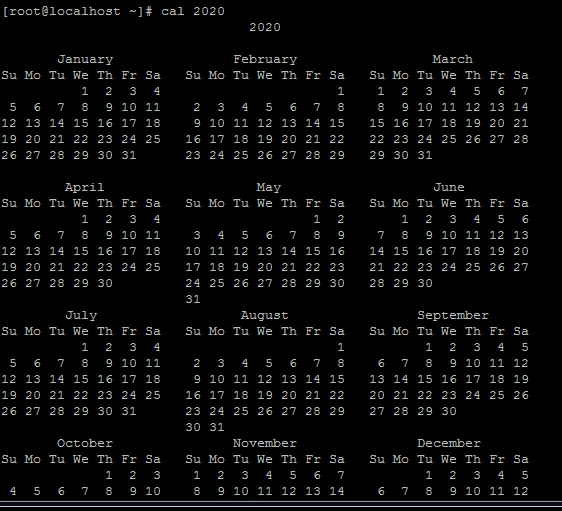 [root@localhost ~]# cal 2020
                               2020

       January               February                 March
Su Mo Tu We Th Fr Sa   Su Mo Tu We Th Fr Sa   Su Mo Tu We Th Fr Sa
          1  2  3  4                      1    1  2  3  4  5  6  7
 5  6  7  8  9 10 11    2  3  4  5  6  7  8    8  9 10 11 12 13 14
12 13 14 15 16 17 18    9 10 11 12 13 14 15   15 16 17 18 19 20 21
19 20 21 22 23 24 25   16 17 18 19 20 21 22   22 23 24 25 26 27 28
26 27 28 29 30 31      23 24 25 26 27 28 29   29 30 31

        April                   May                   June
Su Mo Tu We Th Fr Sa   Su Mo Tu We Th Fr Sa   Su Mo Tu We Th Fr Sa
          1  2  3  4                   1  2       1  2  3  4  5  6
 5  6  7  8  9 10 11    3  4  5  6  7  8  9    7  8  9 10 11 12 13
12 13 14 15 16 17 18   10 11 12 13 14 15 16   14 15 16 17 18 19 20
19 20 21 22 23 24 25   17 18 19 20 21 22 23   21 22 23 24 25 26 27
26 27 28 29 30         24 25 26 27 28 29 30   28 29 30
                       31
        July                  August                September
Su Mo Tu We Th Fr Sa   Su Mo Tu We Th Fr Sa   Su Mo Tu We Th Fr Sa
          1  2  3  4                      1          1  2  3  4  5
 5  6  7  8  9 10 11    2  3  4  5  6  7  8    6  7  8  9 10 11 12
12 13 14 15 16 17 18    9 10 11 12 13 14 15   13 14 15 16 17 18 19
19 20 21 22 23 24 25   16 17 18 19 20 21 22   20 21 22 23 24 25 26
26 27 28 29 30 31      23 24 25 26 27 28 29   27 28 29 30
                       30 31
       October               November               December
Su Mo Tu We Th Fr Sa   Su Mo Tu We Th Fr Sa   Su Mo Tu We Th Fr Sa
             1  2  3    1  2  3  4  5  6  7          1  2  3  4  5
 4  5  6  7  8  9 10    8  9 10 11 12 13 14    6  7  8  9 10 11 12